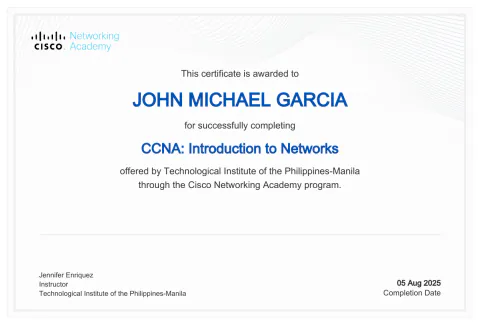 Networking
CISCO Academy
This certificate is awarded to
JOHN MICHAEL GARCIA
for successfully completing
CCNA: Introduction to Networks
offered by Technological Institute of the Philippines-Manila
through the Cisco Networking Academy program.
Jennifer Enriquez
Instructor
Technological Institute of the Philippines-Manila
05 Aug 2025
Completion Date